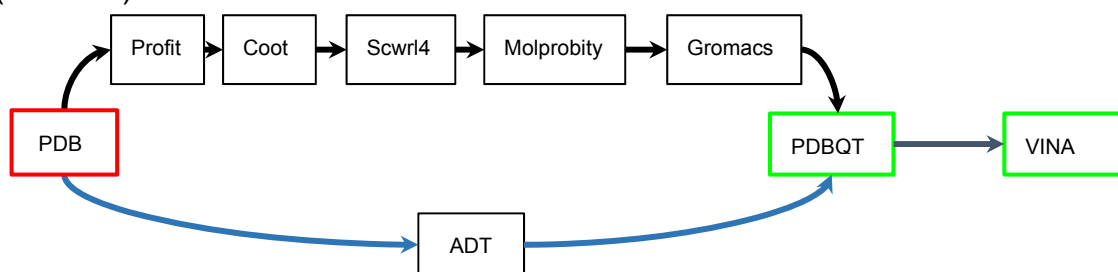 Profit
Coot
Scwrl4
Molprobity
Gromacs
PDB
PDBQT
VINA
ADT